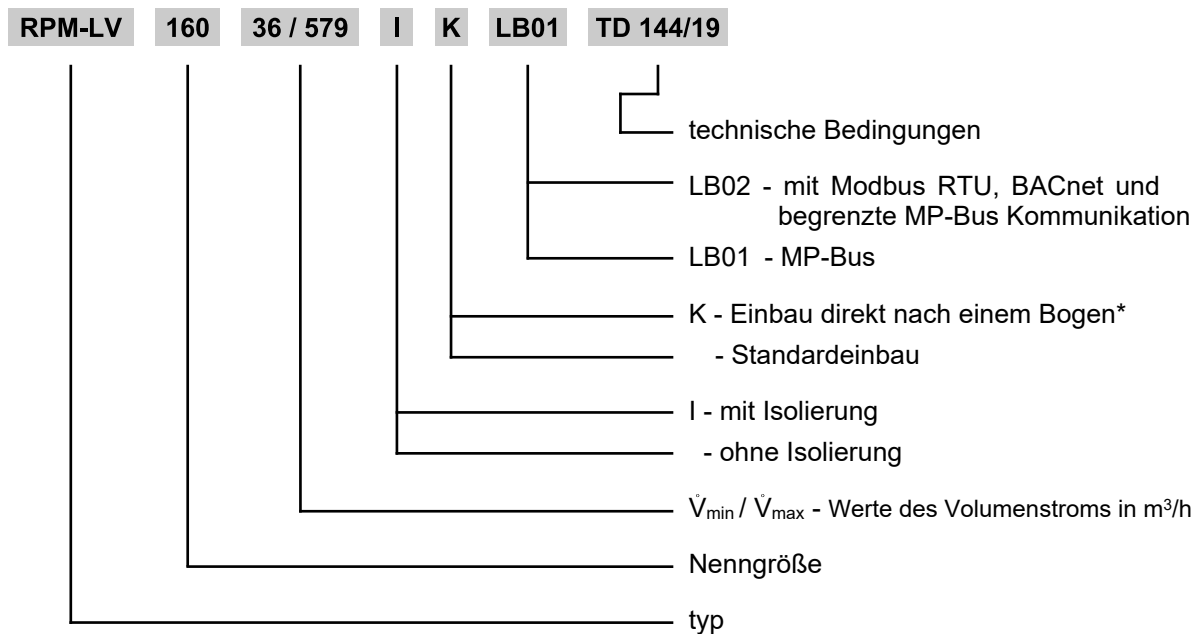 RPM-LV 160 36 / 579 I K LB01 TD 144/19
technische Bedingungen
LB02 - mit Modbus RTU, BACnet und
begrenzte MP-Bus Kommunikation
LB01 - MP-Bus
K - Einbau direkt nach einem Bogen*
- Standardeinbau
I - mit Isolierung
- ohne Isolierung
V̊min / V̊max - Werte des Volumenstroms in m³/h
Nenngröße
typ